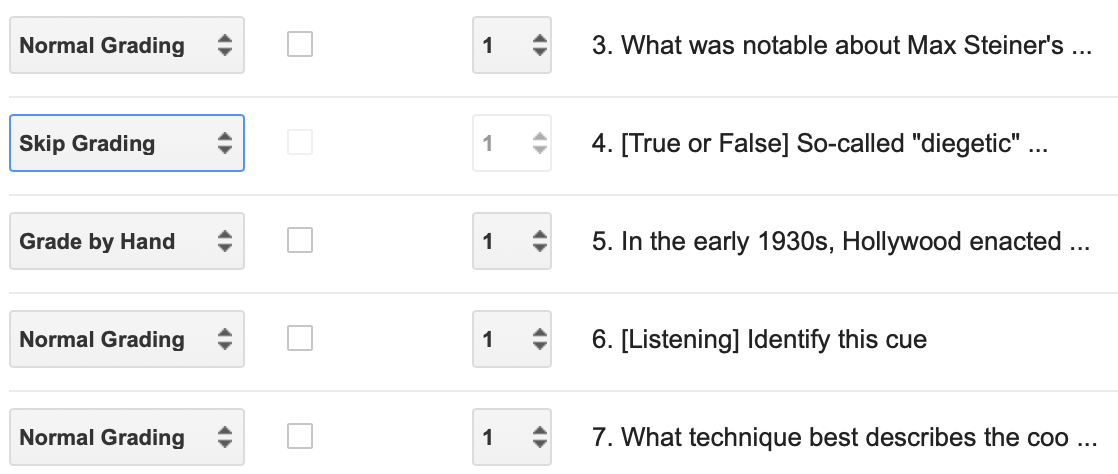 Normal Grading 1 3. What was notable about Max Steiner's ...
Skip Grading 1 4. [True or False] So-called "diegetic" ...
Grade by Hand 1 5. In the early 1930s, Hollywood enacted ...
Normal Grading 1 6. [Listening] Identify this cue
Normal Grading 1 7. What technique best describes the coo ...